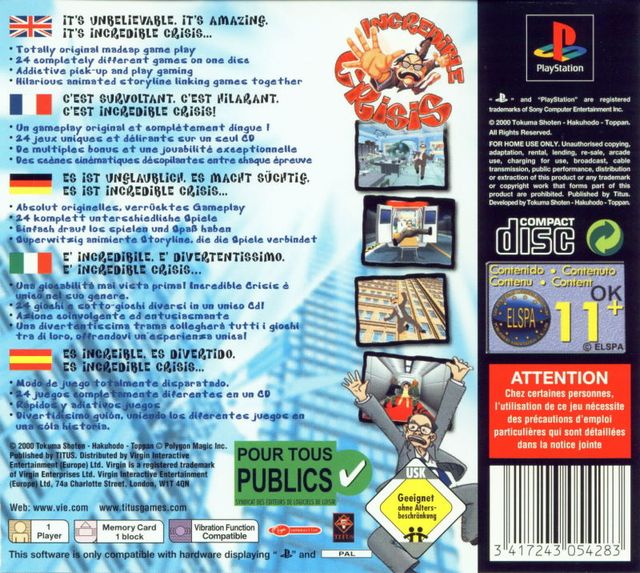 IT'S UNBELIEVABLE. IT'S AMAZING.
IT'S INCREDIBLE CRISIS...
• Totally original madcap game play
• 24 completely different games on one disc
• Addictive pick-up and play gaming
• Hilarious animated storyline linking games together
C'EST SURVOLTANT. C'EST HILARANT.
C'EST INCREDIBLE CRISIS!
• Un gameplay original et complètement dingue !
• 24 jeux uniques et délirants sur un seul CD
• De multiples bonus et une jouabilité exceptionnelle
• Des scènes cinématiques désopilantes entre chaque épreuve
ES IST UNGLAUBLICH. ES MACHT SÜCHTIG.
ES IST INCREDIBLE CRISIS...
• Absolut originelles, verrücktes Gameplay
• 24 komplett unterschiedliche Spiele
• Einfach drauf los spielen und Spaß haben
• Superwitzig animierte Storyline, die die Spiele verbindet
E' INCREDIBILE. E' DIVERTENTISSIMO.
E' INCREDIBLE CRISIS...
• Una giocabilità mai vista prima! Incredible Crisis è
unico nel suo genere.
• 24 giochi e sotto-giochi diversi in un unico Cd!
• Azione coinvolgente ed entusiasmante
• Una divertentissima trama collegherà tutti i giochi
tra di loro, offrendovi un'esperienza unica!
ES INCREIBLE, ES DIVERTIDO.
ES INCREDIBLE CRISIS...
• Modo de juego totalmente disparatado.
• 24 juegos completamente diferentes en un CD
• Rápidos y adictivos juegos
• Divertidísimo guión, uniendo los diferentes juegos en
una sóla historia.
© 2000 Tokuma Shoten - Hakuhodo - Toppan © Polygon Magic Inc.
Published by TITUS. Distributed by Virgin Interactive
Entertainment (Europe) Ltd. Virgin is a registered trademark
of Virgin Enterprises Ltd. Virgin Interactive Entertainment
(Europe) Ltd, 74a Charlotte Street. London, W1T 4QN
Web: www.vie.com www.titusgames.com
1
Player
Memory Card
1 block
Vibration Function
Compatible
This software is only compatible with hardware displaying " " and PAL
INCREDIBLE
CRISIS
POUR TOUS
PUBLICS
SYNDICAT DES EDITEURS DE LOGICIELS DE LOISIRS
Virgin interactive
TITUS
USK
Geeignet
ohne Alters-
beschränkung
PlayStation
" " and "PlayStation" are registered
trademarks of Sony Computer Entertainment Inc.
© 2000 Tokuma Shoten - Hakuhodo - Toppan.
All Rights Reserved.
FOR HOME USE ONLY. Unauthorised copying,
adaptation, rental, lending, re-sale, arcade
use, charging for use, broadcast, cable
transmission, public performance, distribution
or extraction of this product or any trademark
or copyright work that forms part of this
product are prohibited. Published by Titus.
Developed by Tokuma Shoten - Hakuhodo - Toppan.
COMPACT
disc
Contenido • Contenuto
Contenu • Content
ELSPA
11+
OK
© ELSPA
ATTENTION
Chez certaines personnes,
l'utilisation de ce jeu nécessite
des précautions d'emploi
particulières qui sont détaillées
dans la notice jointe
3 417243 054283